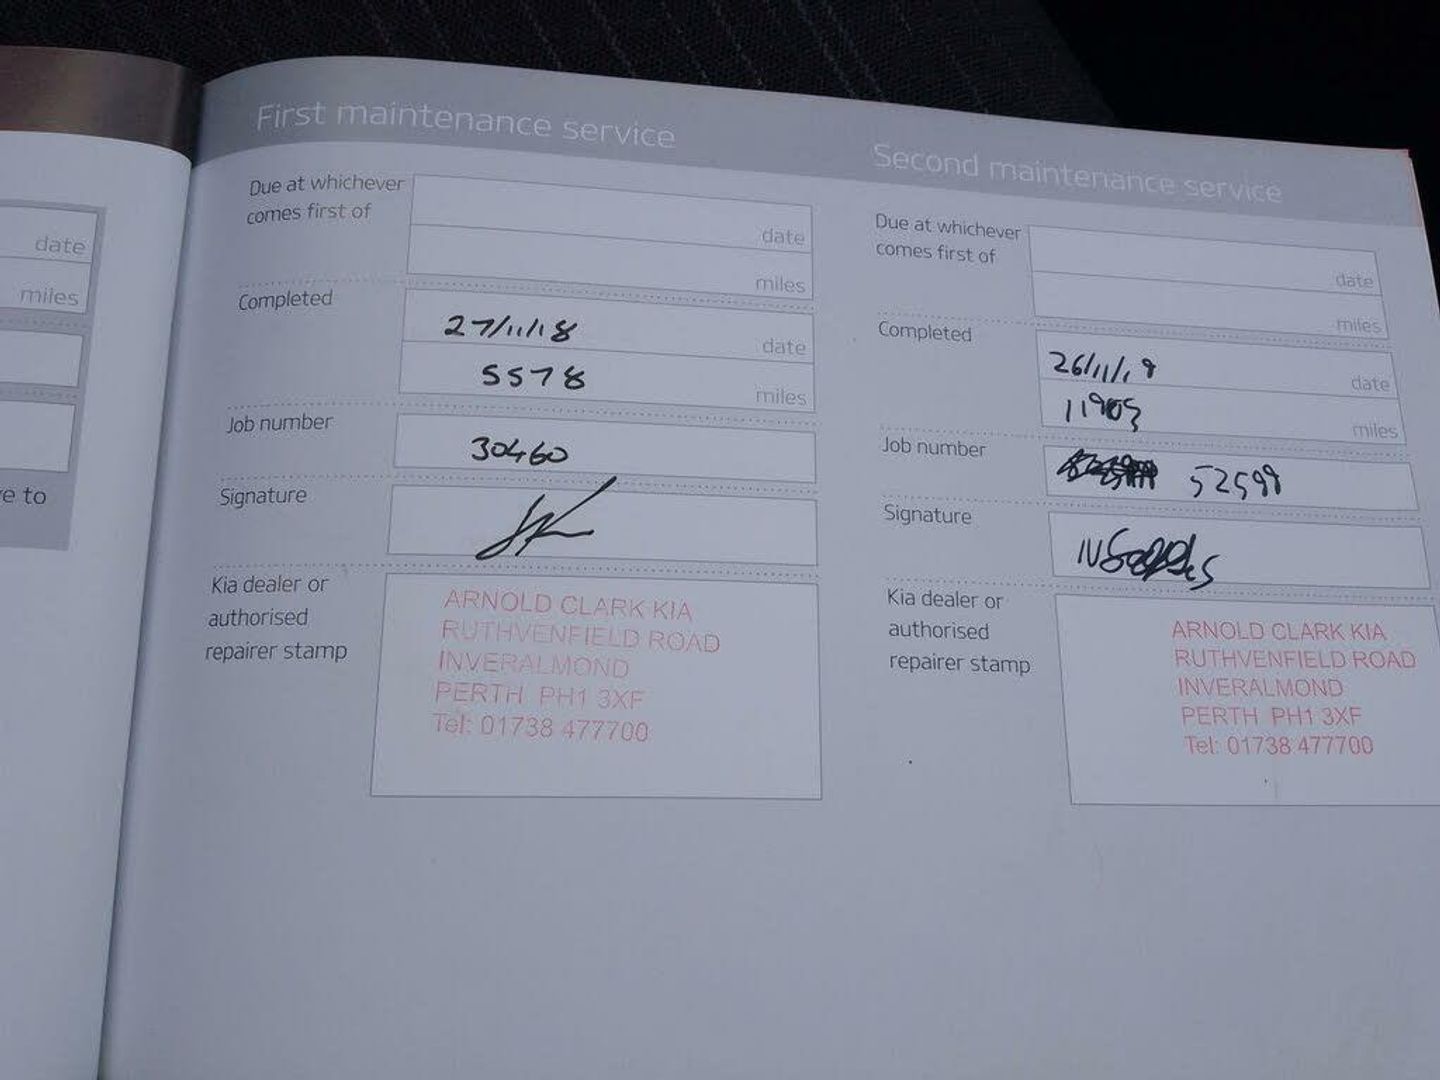 date
miles
e to
First maintenance service
Due at whichever
comes first of
date
miles
Completed
27/11/18
date
5578
miles
Job number
30460
Signature
Kia dealer or
authorised
repairer stamp
ARNOLD CLARK KIA
RUTHVENFIELD ROAD
INVERALMOND
PERTH PH1 3XF
Tel: 01738 477700
Second maintenance service
Due at whichever
comes first of
date
miles
Completed
26/11/19
date
11903
miles
Job number
52599
Signature
Kia dealer or
authorised
repairer stamp
ARNOLD CLARK KIA
RUTHVENFIELD ROAD
INVERALMOND
PERTH PH1 3XF
Tel: 01738 477700